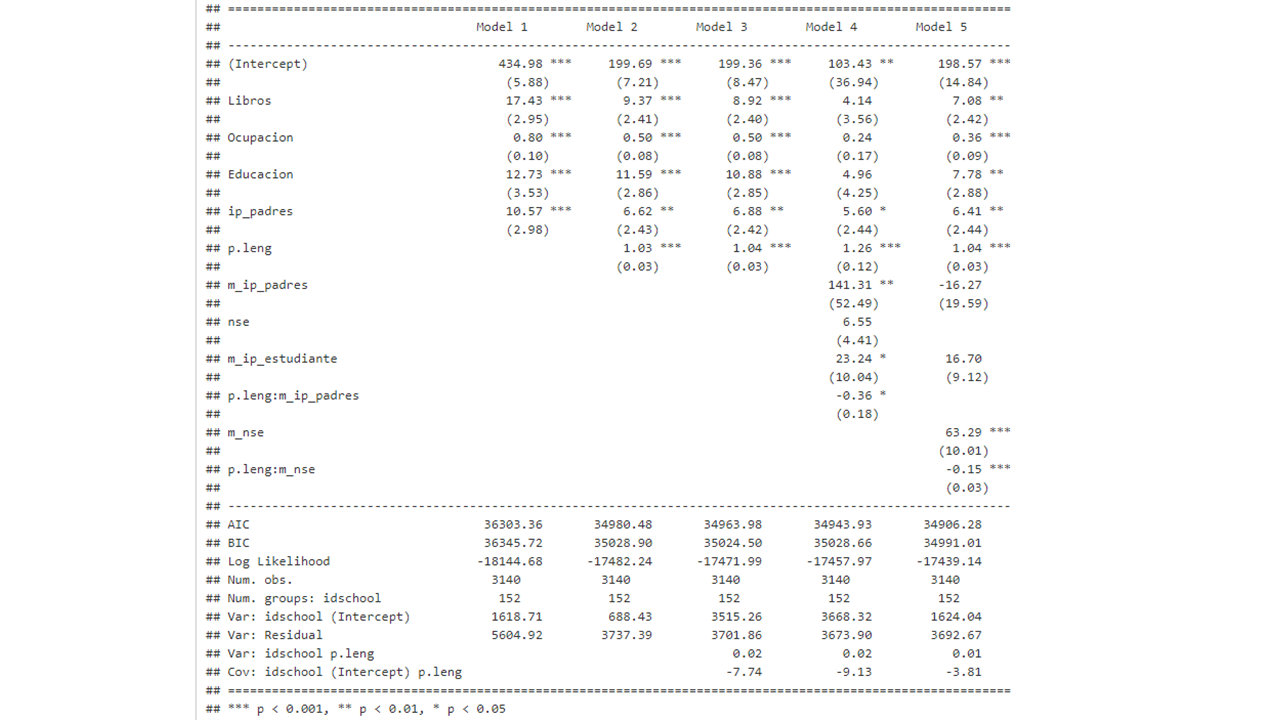 ## ===========================================================================================================
##                                   Model 1        Model 2        Model 3        Model 4        Model 5
## -----------------------------------------------------------------------------------------------------------
## (Intercept)                          434.98 ***     199.69 ***     199.36 ***     103.43 **      198.57 ***
##                                       (5.88)         (7.21)         (8.47)       (36.94)        (14.84)
## Libros                                17.43 ***       9.37 ***       8.92 ***       4.14           7.08 **
##                                       (2.95)         (2.41)         (2.40)         (3.56)         (2.42)
## Ocupacion                              0.80 ***       0.50 ***       0.50 ***       0.24           0.36 ***
##                                       (0.10)         (0.08)         (0.08)         (0.17)         (0.09)
## Educacion                             12.73 ***      11.59 ***      10.88 ***       4.96           7.78 **
##                                       (3.53)         (2.86)         (2.85)         (4.25)         (2.88)
## ip_padres                             10.57 ***       6.62 **        6.88 **        5.60 *         6.41 **
##                                       (2.98)         (2.43)         (2.42)         (2.44)         (2.44)
## p.leng                                                1.03 ***       1.04 ***       1.26 ***       1.04 ***
##                                                      (0.03)         (0.03)         (0.12)         (0.03)
## m_ip_padres                                                                       141.31 **      -16.27
##                                                                                   (52.49)        (19.59)
## nse                                                                                 6.55
##                                                                                    (4.41)
## m_ip_estudiante                                                                    23.24 *        16.70
##                                                                                   (10.04)         (9.12)
## p.leng:m_ip_padres                                                                 -0.36 *
##                                                                                    (0.18)
## m_nse                                                                                             63.29 ***
##                                                                                                  (10.01)
## p.leng:m_nse                                                                                      -0.15 ***
##                                                                                                   (0.03)
## -----------------------------------------------------------------------------------------------------------
## AIC                                36303.36       34980.48       34963.98       34943.93       34906.28
## BIC                                36345.72       35028.90       35024.50       35028.66       34991.01
## Log Likelihood                    -18144.68      -17482.24      -17471.99      -17457.97      -17439.14
## Num. obs.                           3140           3140           3140           3140           3140
## Num. groups: idschool                152            152            152            152            152
## Var: idschool (Intercept)           1618.71         688.43        3515.26        3668.32        1624.04
## Var: Residual                       5604.92        3737.39        3701.86        3673.90        3692.67
## Var: idschool p.leng                                                 0.02           0.02           0.01
## Cov: idschool (Intercept) p.leng                                    -7.74          -9.13          -3.81
## ===========================================================================================================
## *** p < 0.001, ** p < 0.01, * p < 0.05